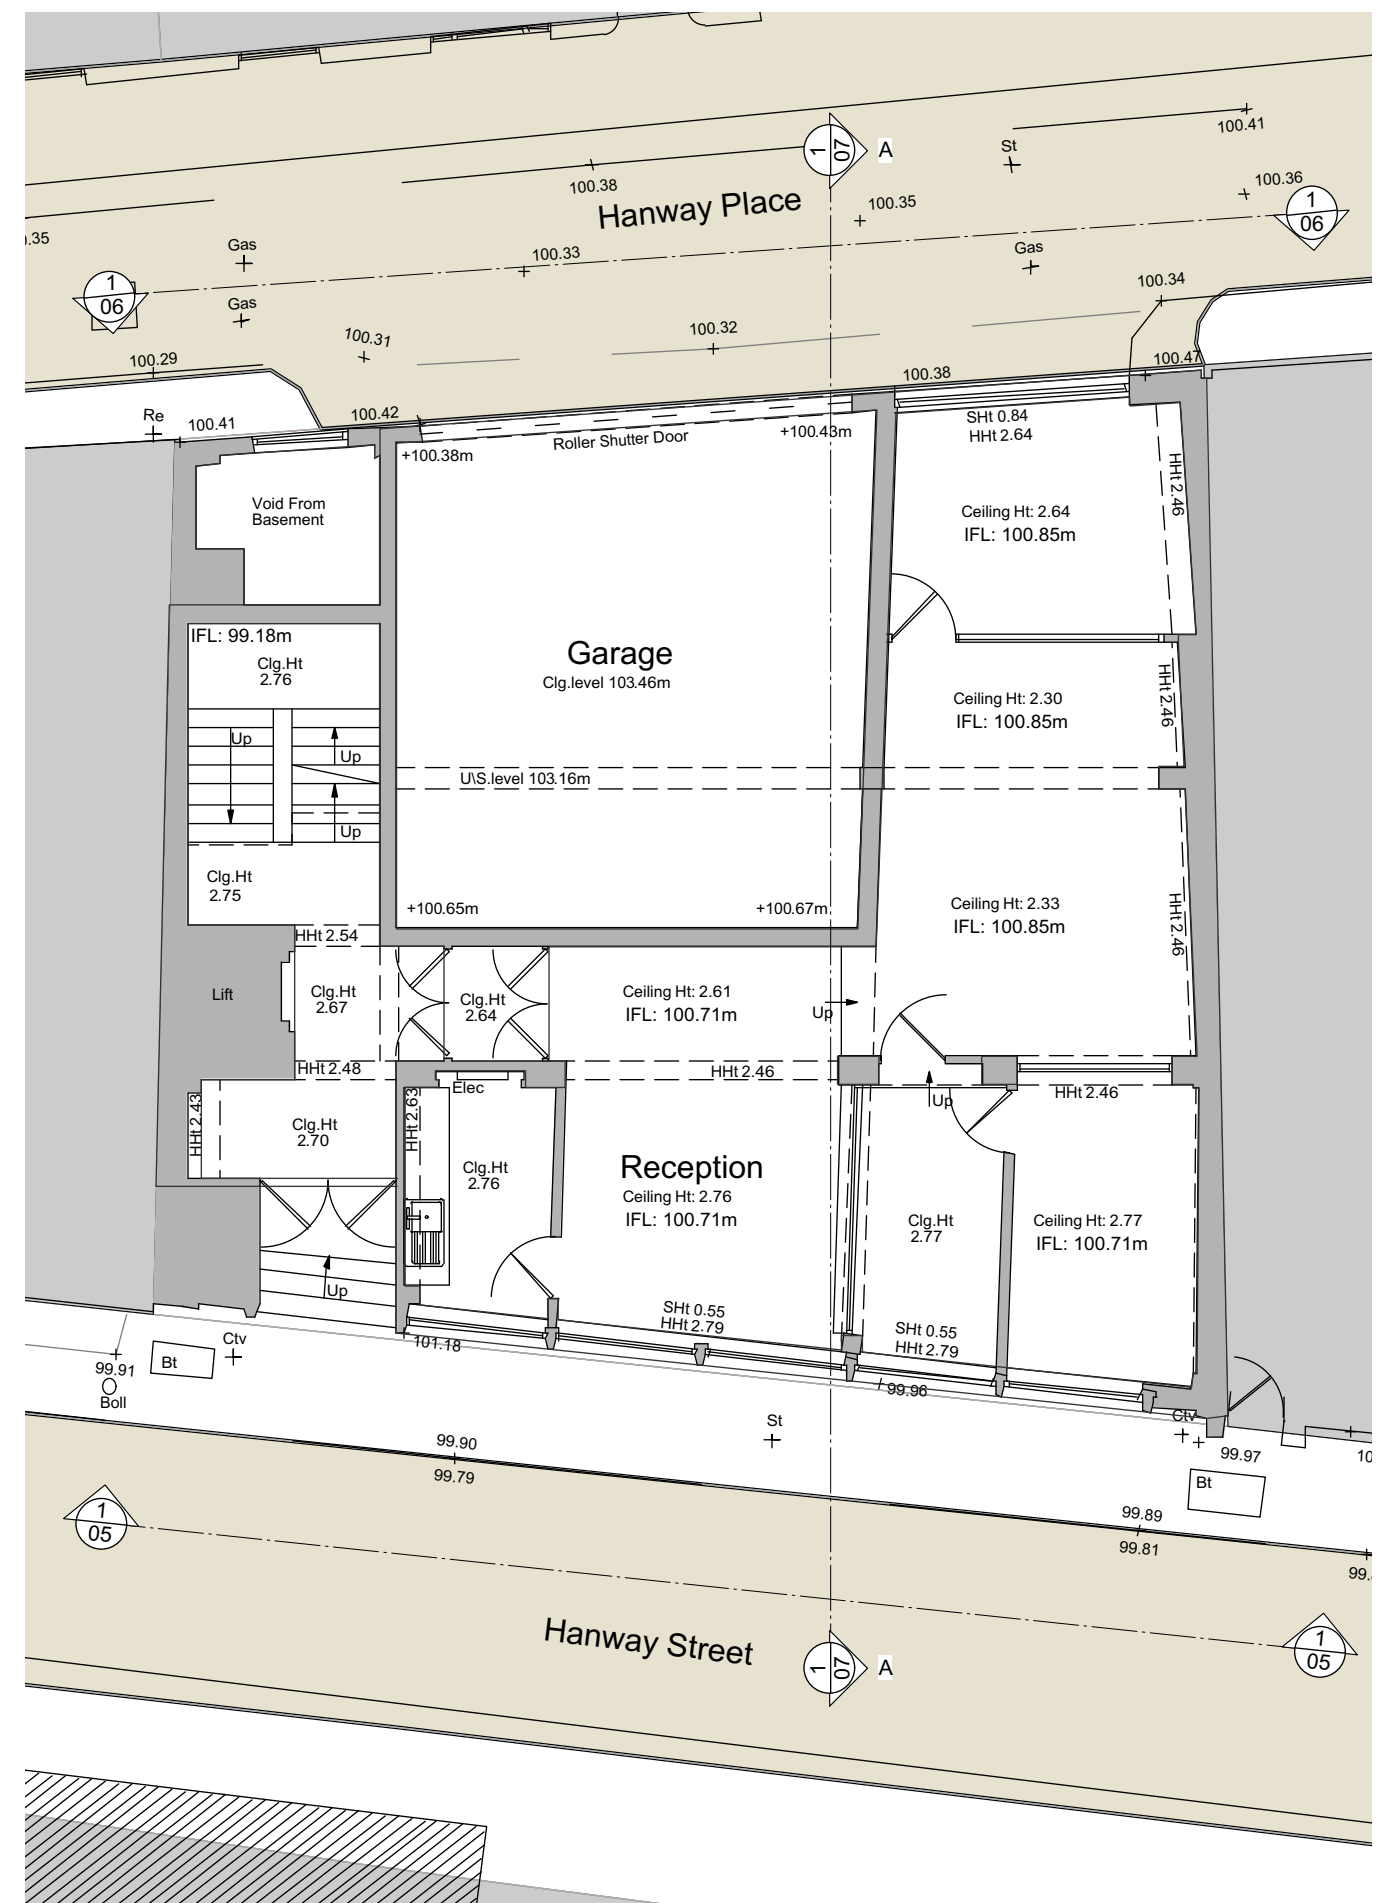 100.41
1
07
A
St
100.38
Hanway Place
100.36
1
06
100.35
.35
Gas
100.33
Gas
1
06
100.34
Gas
100.31
100.32
100.29
100.47
100.38
Re
100.41
100.42
SHt 0.84
HHt 2.64
Roller Shutter Door
+100.43m
+100.38m
HHt 2.46
Void From
Basement
Ceiling Ht: 2.64
IFL: 100.85m
IFL: 99.18m
Clg.Ht
2.76
Garage
Clg.level 103.46m
HHt 2.46
Ceiling Ht: 2.30
IFL: 100.85m
Up
Up
U\S.level 103.16m
Up
Clg.Ht
2.75
+100.65m
+100.67m
Ceiling Ht: 2.33
IFL: 100.85m
HHt 2.46
HHt 2.54
Lift
Clg.Ht
2.67
Clg.Ht
2.64
Ceiling Ht: 2.61
IFL: 100.71m
Up
HHt 2.48
HHt 2.46
Elec
Up
HHt 2.46
HHt 2.43
HHt 2.63
Clg.Ht
2.70
Clg.Ht
2.76
Reception
Ceiling Ht: 2.76
IFL: 100.71m
Clg.Ht
2.77
Ceiling Ht: 2.77
IFL: 100.71m
Up
SHt 0.55
HHt 2.79
SHt 0.55
HHt 2.79
Ctv
101.18
99.91
Bt
Boll
99.96
Ctv
St
99.90
99.79
99.97
10
Bt
99.89
99.81
99.
1
05
Hanway Street
1
05
1
07
A